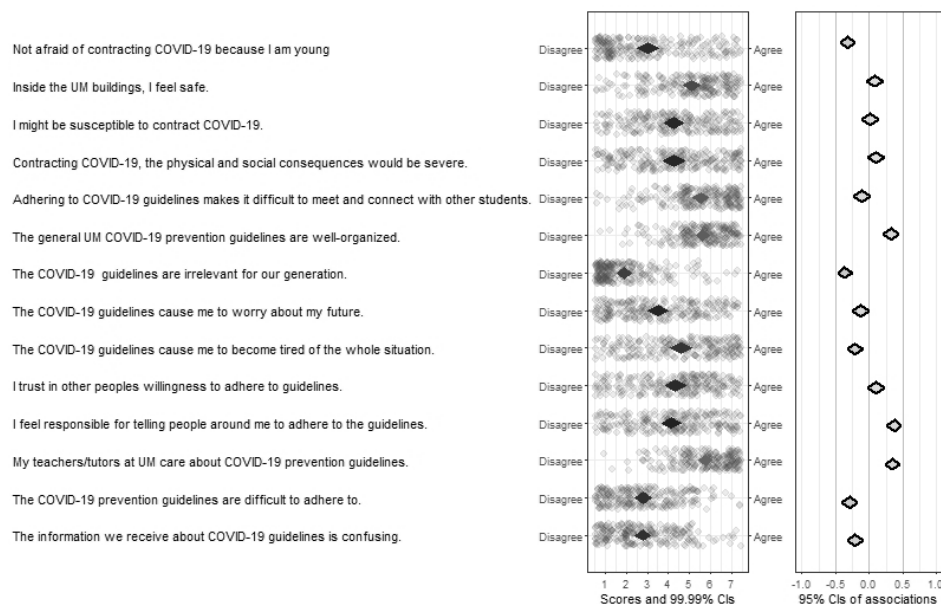 Not afraid of contracting COVID-19 because I am young Disagree Agree
Inside the UM buildings, I feel safe. Disagree Agree
I might be susceptible to contract COVID-19. Disagree Agree
Contracting COVID-19, the physical and social consequences would be severe. Disagree Agree
Adhering to COVID-19 guidelines makes it difficult to meet and connect with other students. Disagree Agree
The general UM COVID-19 prevention guidelines are well-organized. Disagree Agree
The COVID-19 guidelines are irrelevant for our generation. Disagree Agree
The COVID-19 guidelines cause me to worry about my future. Disagree Agree
The COVID-19 guidelines cause me to become tired of the whole situation. Disagree Agree
I trust in other peoples willingness to adhere to guidelines. Disagree Agree
I feel responsible for telling people around me to adhere to the guidelines. Disagree Agree
My teachers/tutors at UM care about COVID-19 prevention guidelines. Disagree Agree
The COVID-19 prevention guidelines are difficult to adhere to. Disagree Agree
The information we receive about COVID-19 guidelines is confusing. Disagree Agree
1 2 3 4 5 6 7 -1.0 -0.5 0.0 0.5 1.0
Scores and 99.99% CIs 95% CIs of associations